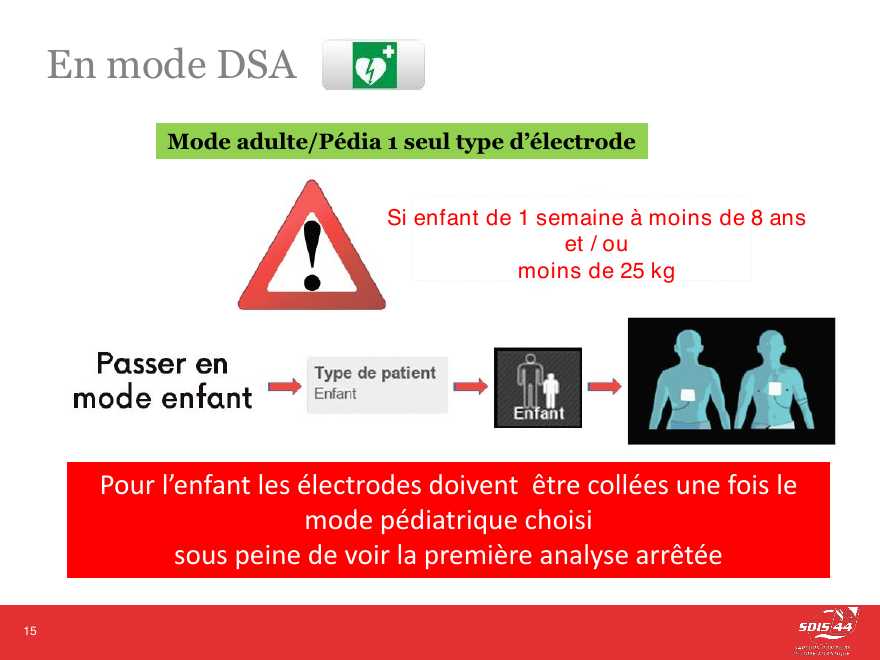 En mode DSA
Mode adulte/Pédia 1 seul type d’électrode
Si enfant de 1 semaine à moins de 8 ans
et / ou
moins de 25 kg
Passer en
mode enfant
Type de patient
Enfant
Enfant
Pour l’enfant les électrodes doivent  être collées une fois le
mode pédiatrique choisi
sous peine de voir la première analyse arrêtée
15
SDIS 44